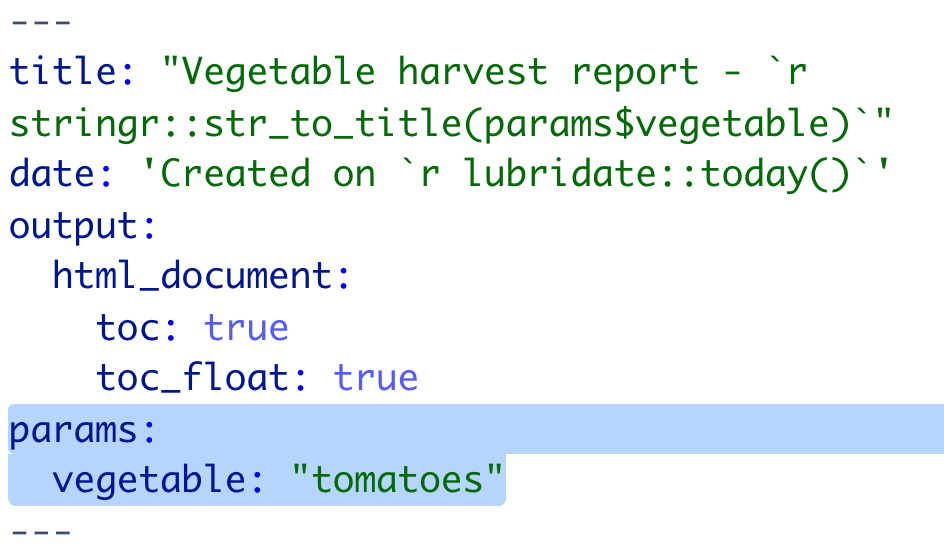 ---
title: "Vegetable harvest report - `r
stringr::str_to_title(params$vegetable)`"
date: 'Created on `r lubridate::today()`'
output:
  html_document:
    toc: true
    toc_float: true
params:
  vegetable: "tomatoes"
---